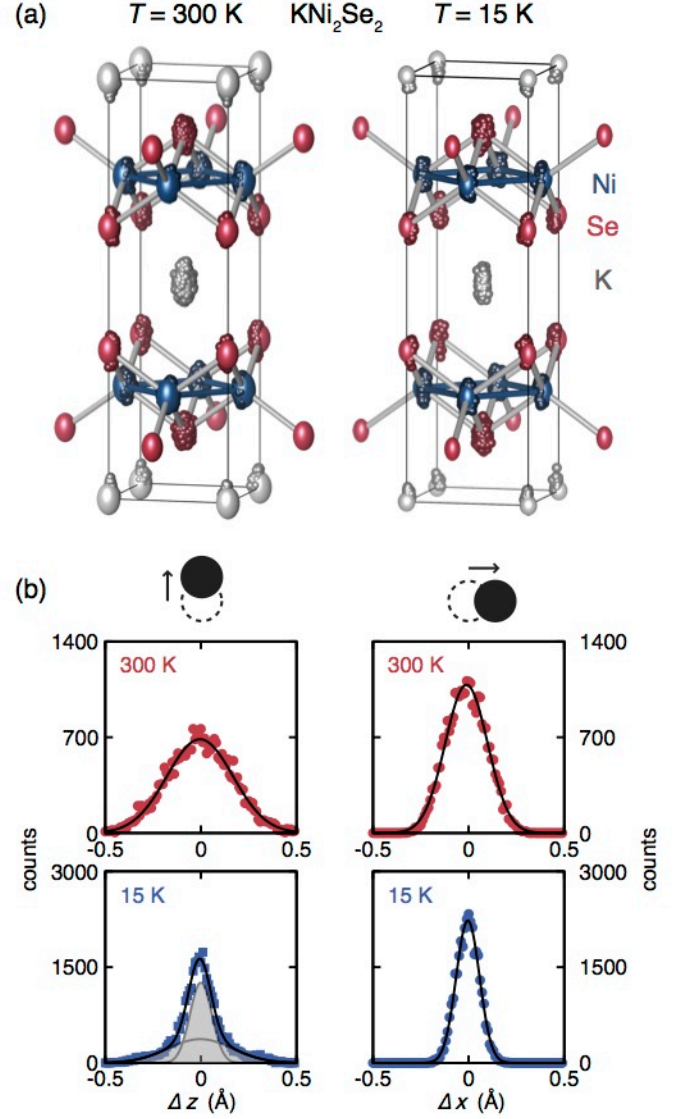 (a) T = 300 K KNi₂Se₂ T = 15 K
Ni
Se
K
(b)
1400 1400
300 K 300 K
700 700
0 0
-0.5 0 0.5 -0.5 0 0.5
counts counts
3000 3000
15 K 15 K
1500 1500
0 0
-0.5 0 0.5 -0.5 0 0.5
Δz (Å) Δx (Å)